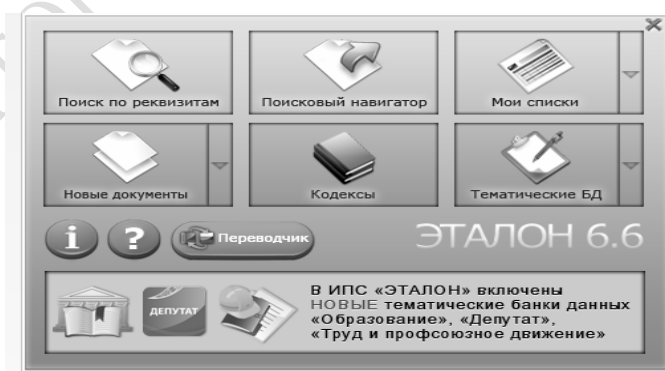 Поиск по реквизитам
Поисковый навигатор
Мои списки
Новые документы
Кодексы
Тематические БД
i
?
Переводчик
ЭТАЛОН 6.6
ДЕПУТАТ
В ИПС «ЭТАЛОН» включены
НОВЫЕ тематические банки данных
«Образование», «Депутат»,
«Труд и профсоюзное движение»